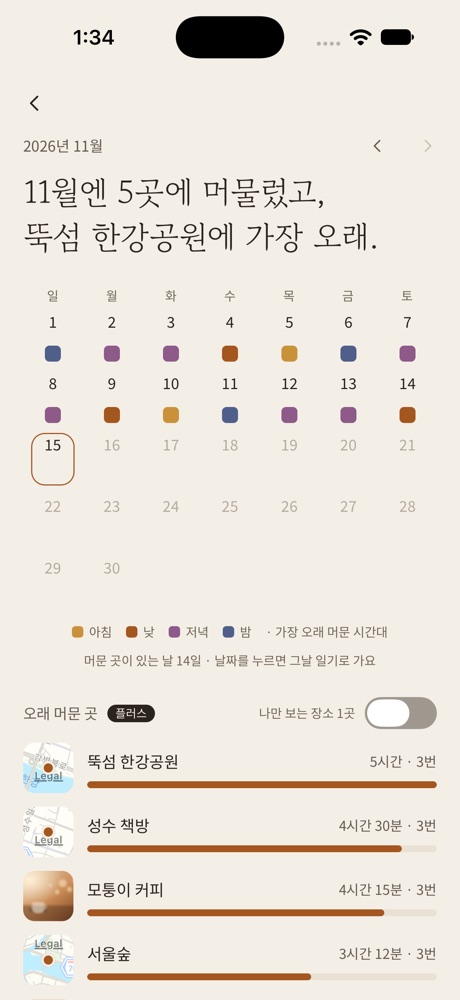 1:34
2026년 11월
11월엔 5곳에 머물렀고,
뚝섬 한강공원에 가장 오래.
일 월 화 수 목 금 토
1 2 3 4 5 6 7
8 9 10 11 12 13 14
15 16 17 18 19 20 21
22 23 24 25 26 27 28
29 30
아침 낮 저녁 밤 · 가장 오래 머문 시간대
머문 곳이 있는 날 14일 · 날짜를 누르면 그날 일기로 가요
오래 머문 곳 플러스 나만 보는 장소 1곳
뚝섬 한강공원 5시간 · 3번
Legal
성수 책방 4시간 30분 · 3번
Legal
모퉁이 커피 4시간 15분 · 3번
Legal
서울숲 3시간 12분 · 3번